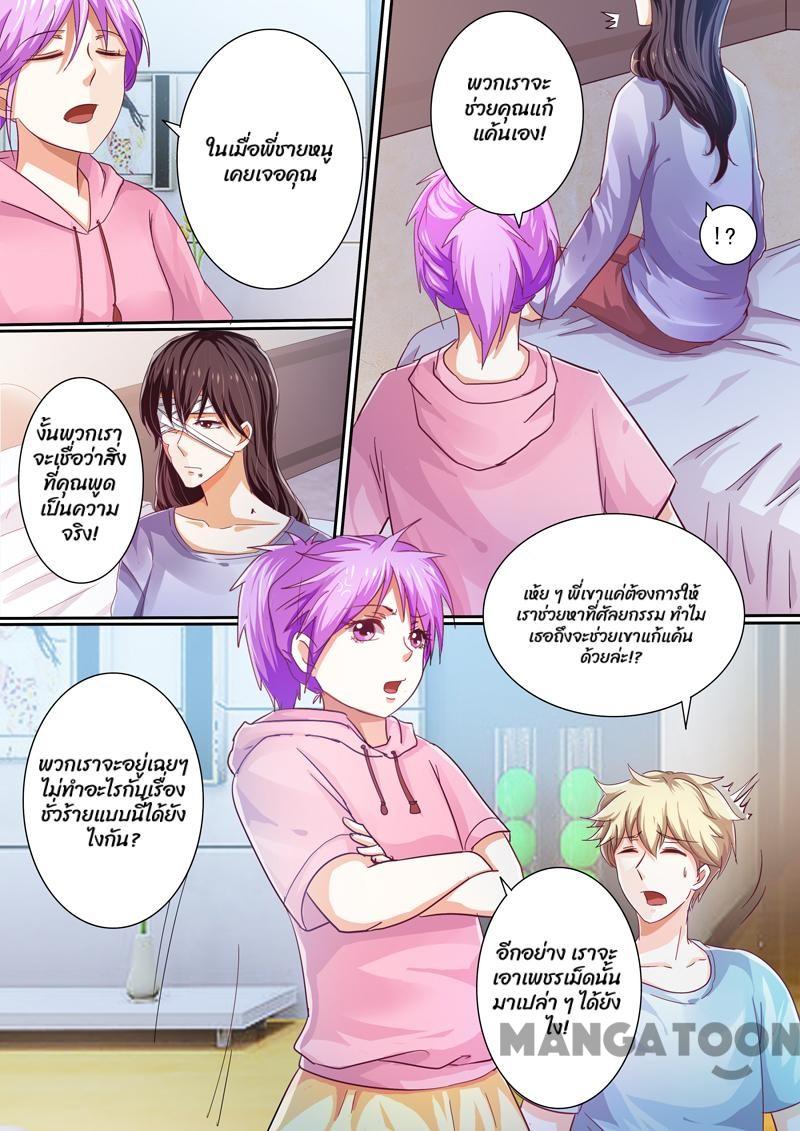 ในเมื่อพี่ชายหนู
เคยเจอคุณ
พวกเราจะ
ช่วยคุณแก้
แค้นเอง!
!?
งั้นพวกเรา
จะเชื่อว่าสิ่ง
ที่คุณพูด
เป็นความ
จริง!
เห้ย ๆ พี่เขาแค่ต้องการให้
เราช่วยหาที่ศัลยกรรม ทำไม
เธอถึงจะช่วยเขาแก้แค้น
ด้วยล่ะ!?
พวกเราจะอยู่เฉยๆ
ไม่ทำอะไรกับเรื่อง
ชั่วร้ายแบบนี้ได้ยัง
ไงกัน?
อีกอย่าง เราจะ
เอาเพชรเม็ดนั้น
มาเปล่า ๆ ได้ยัง
ไง!
MANGATOON